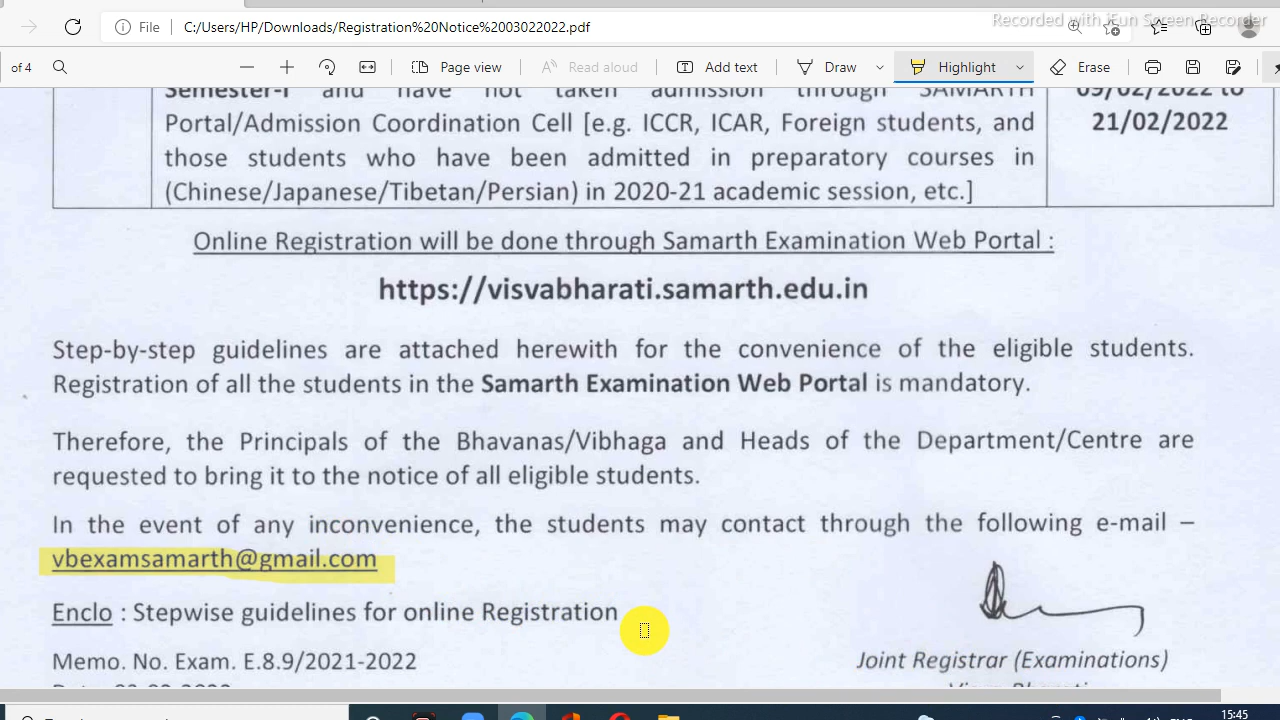 Recorded with iFun Screen Recorder
File C:/Users/HP/Downloads/Registration%20Notice%2003022022.pdf
of 4 Page view Read aloud Add text Draw Highlight Erase
Semester-I and have not taken admission through SAMARTH 09/02/2022 to
Portal/Admission Coordination Cell [e.g. ICCR, ICAR, Foreign students, and 21/02/2022
those students who have been admitted in preparatory courses in
(Chinese/Japanese/Tibetan/Persian) in 2020-21 academic session, etc.]
Online Registration will be done through Samarth Examination Web Portal :
https://visvabharati.samarth.edu.in
Step-by-step guidelines are attached herewith for the convenience of the eligible students.
Registration of all the students in the Samarth Examination Web Portal is mandatory.
Therefore, the Principals of the Bhavanas/Vibhaga and Heads of the Department/Centre are
requested to bring it to the notice of all eligible students.
In the event of any inconvenience, the students may contact through the following e-mail –
vbexamsamarth@gmail.com
Enclo : Stepwise guidelines for online Registration
Memo. No. Exam. E.8.9/2021-2022
Joint Registrar (Examinations)
15:45